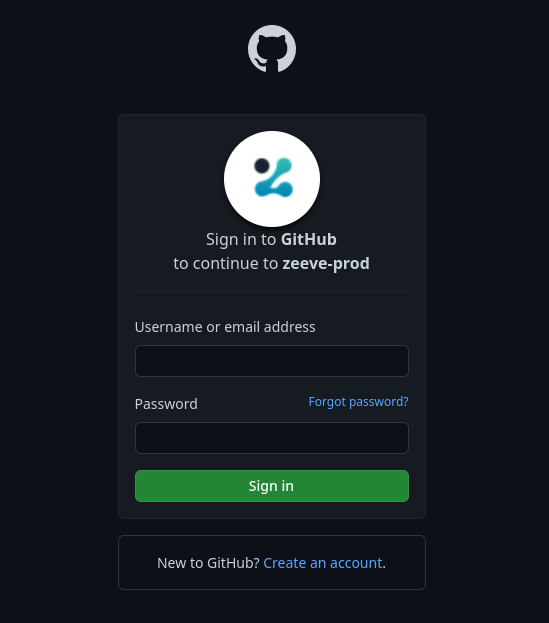 Sign in to GitHub
to continue to zeeve-prod
Username or email address
Password
Forgot password?
Sign in
New to GitHub? Create an account.